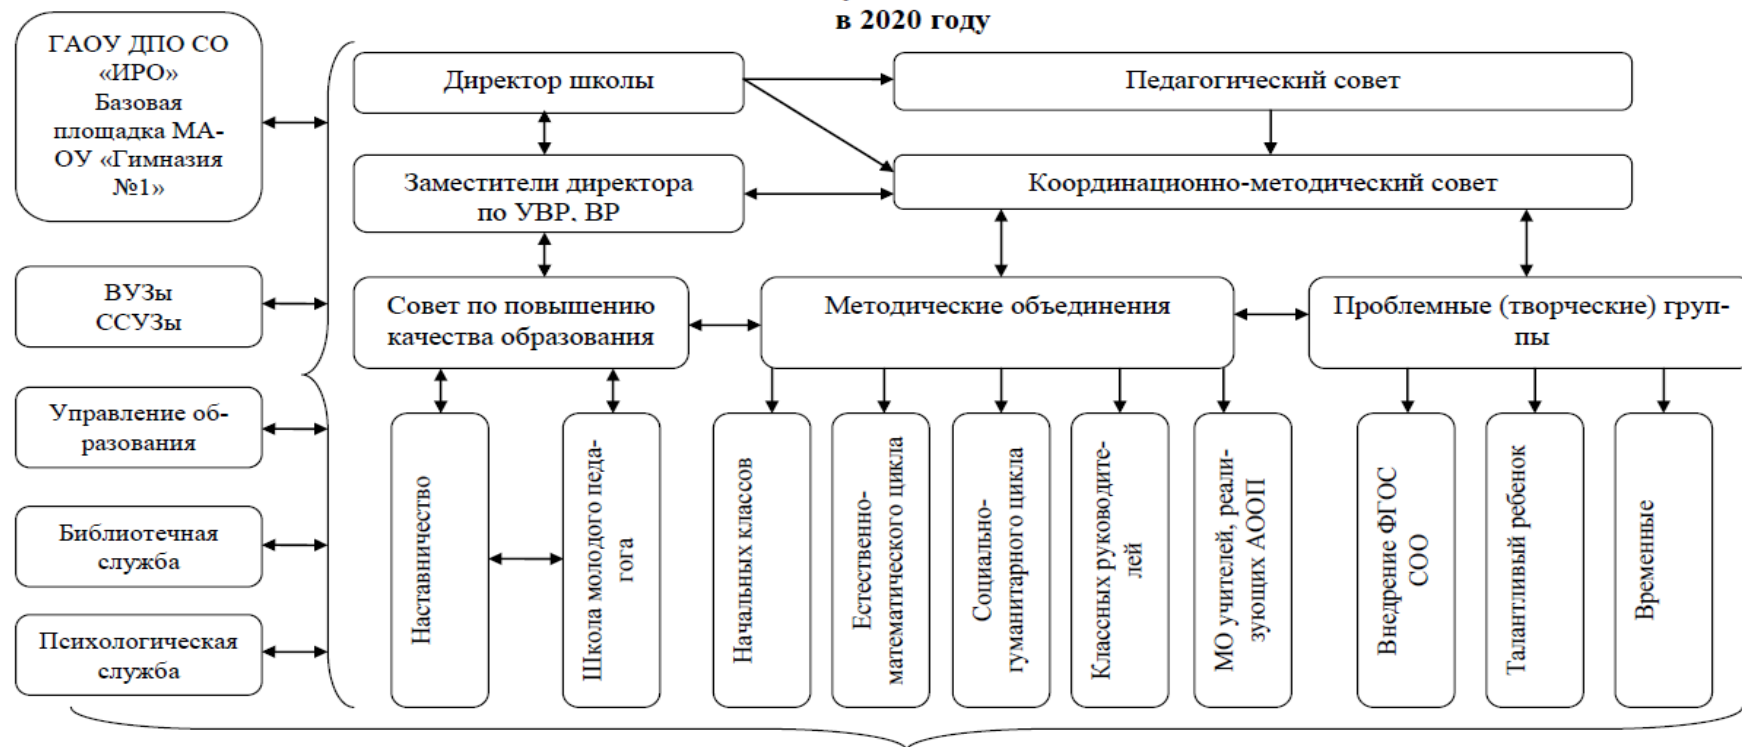 в 2020 году
ГАОУ ДПО СО
«ИРО»
Базовая
площадка МА-
ОУ «Гимназия
№1»
Директор школы
Педагогический совет
Заместители директора
по УВР, ВР
Координационно-методический совет
ВУЗы
ССУЗы
Совет по повышению
качества образования
Методические объединения
Проблемные (творческие) груп-
пы
Управление об-
разования
Библиотечная
служба
Психологическая
служба
Наставничество
Школа молодого педа-
гога
Начальных классов
Естественно-
математического цикла
Социально-
гуманитарного цикла
Классных руководите-
лей
МО учителей, реали-
зующих АООП
Внедрение ФГОС
СОО
Талантливый ребенок
Временные